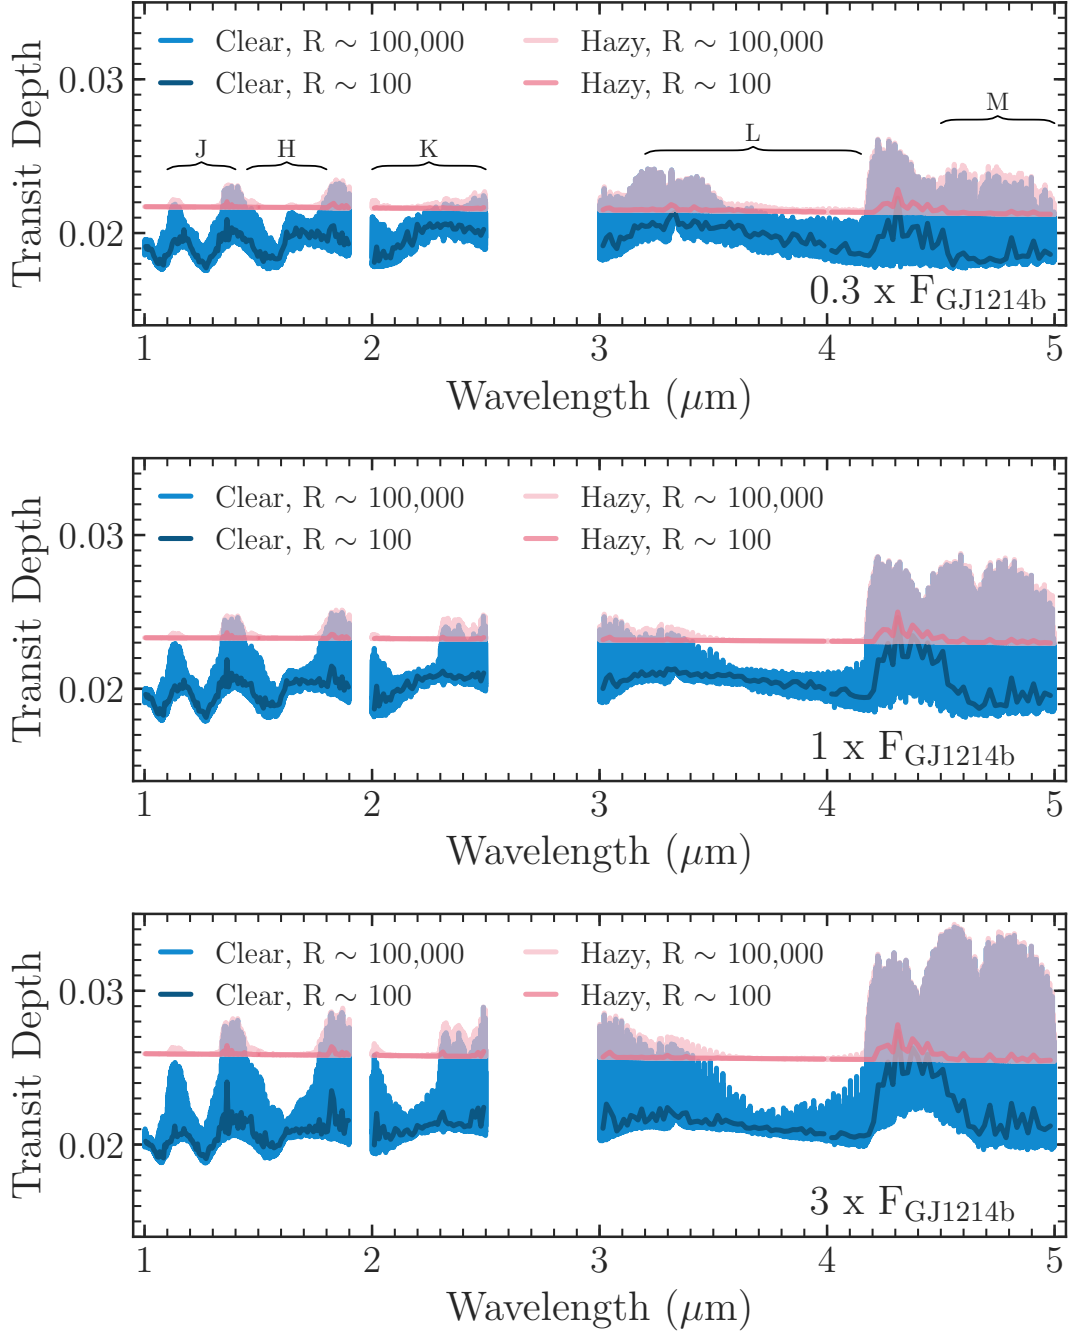 Clear, R ~ 100,000
Hazy, R ~ 100,000
Clear, R ~ 100
Hazy, R ~ 100
0.03
0.02
Transit Depth
J
H
K
L
M
0.3 x F_GJ1214b
1
2
3
4
5
Wavelength (μm)
Clear, R ~ 100,000
Hazy, R ~ 100,000
Clear, R ~ 100
Hazy, R ~ 100
0.03
0.02
Transit Depth
1 x F_GJ1214b
1
2
3
4
5
Wavelength (μm)
Clear, R ~ 100,000
Hazy, R ~ 100,000
Clear, R ~ 100
Hazy, R ~ 100
0.03
0.02
Transit Depth
3 x F_GJ1214b
1
2
3
4
5
Wavelength (μm)